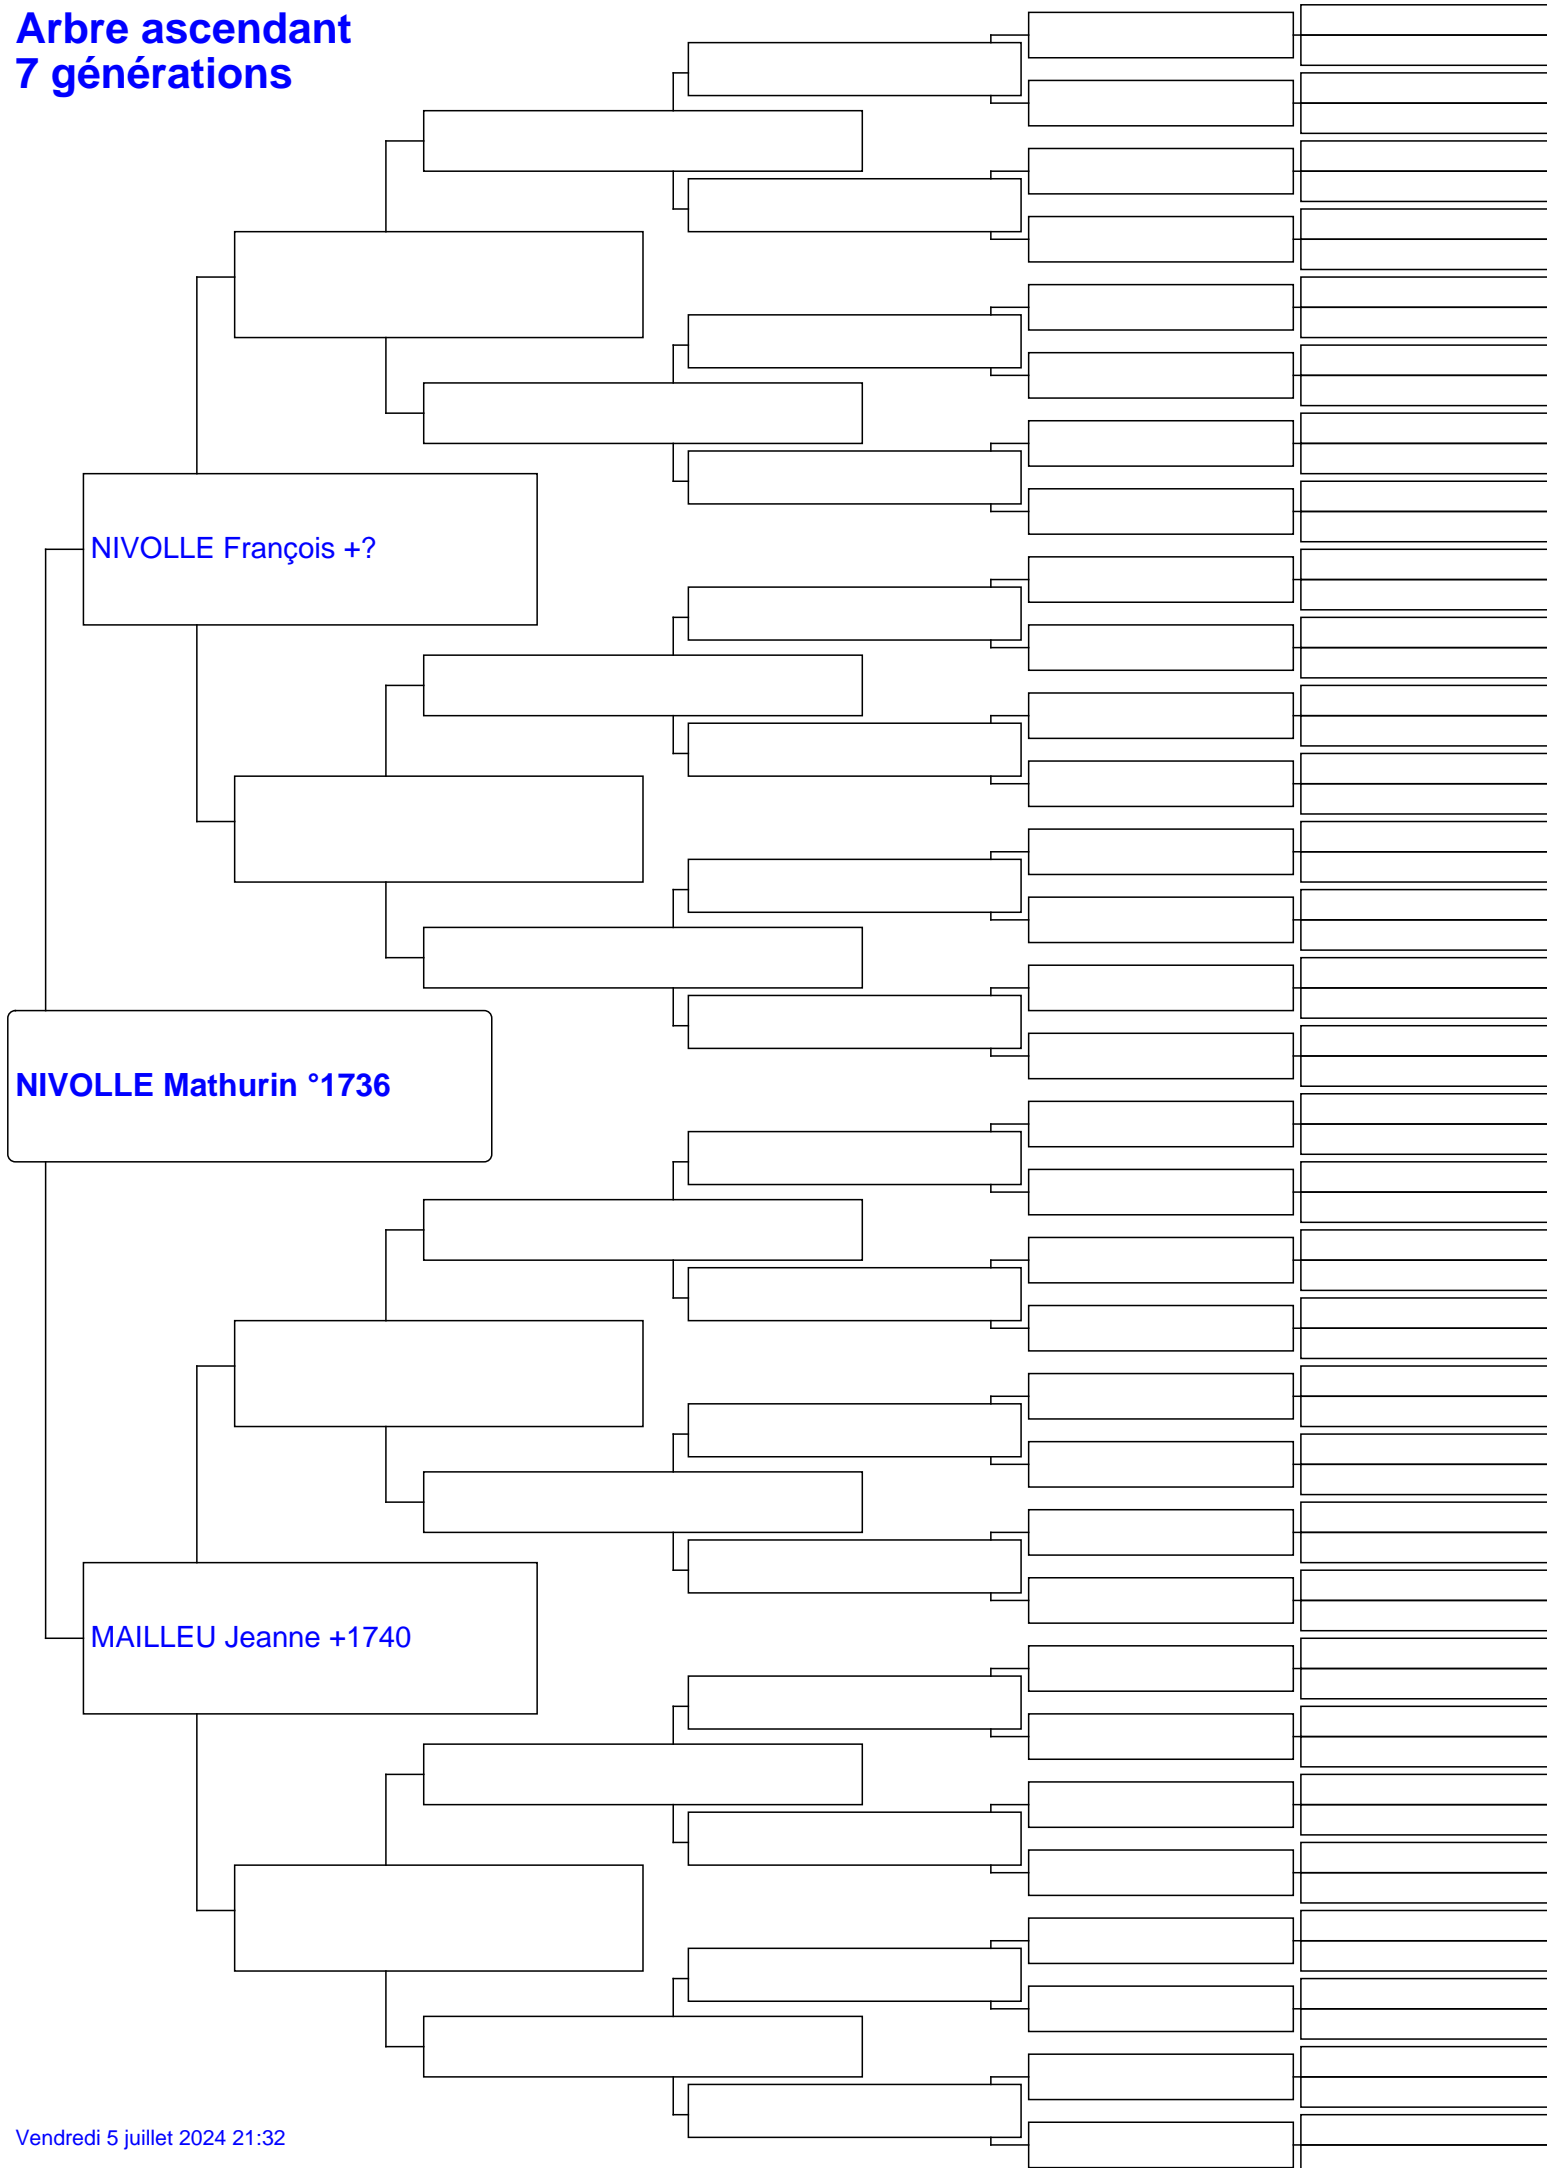 Arbre ascendant
7 générations
NIVOLLE François +?
NIVOLLE Mathurin °1736
MAILLEU Jeanne +1740
Vendredi 5 juillet 2024 21:32